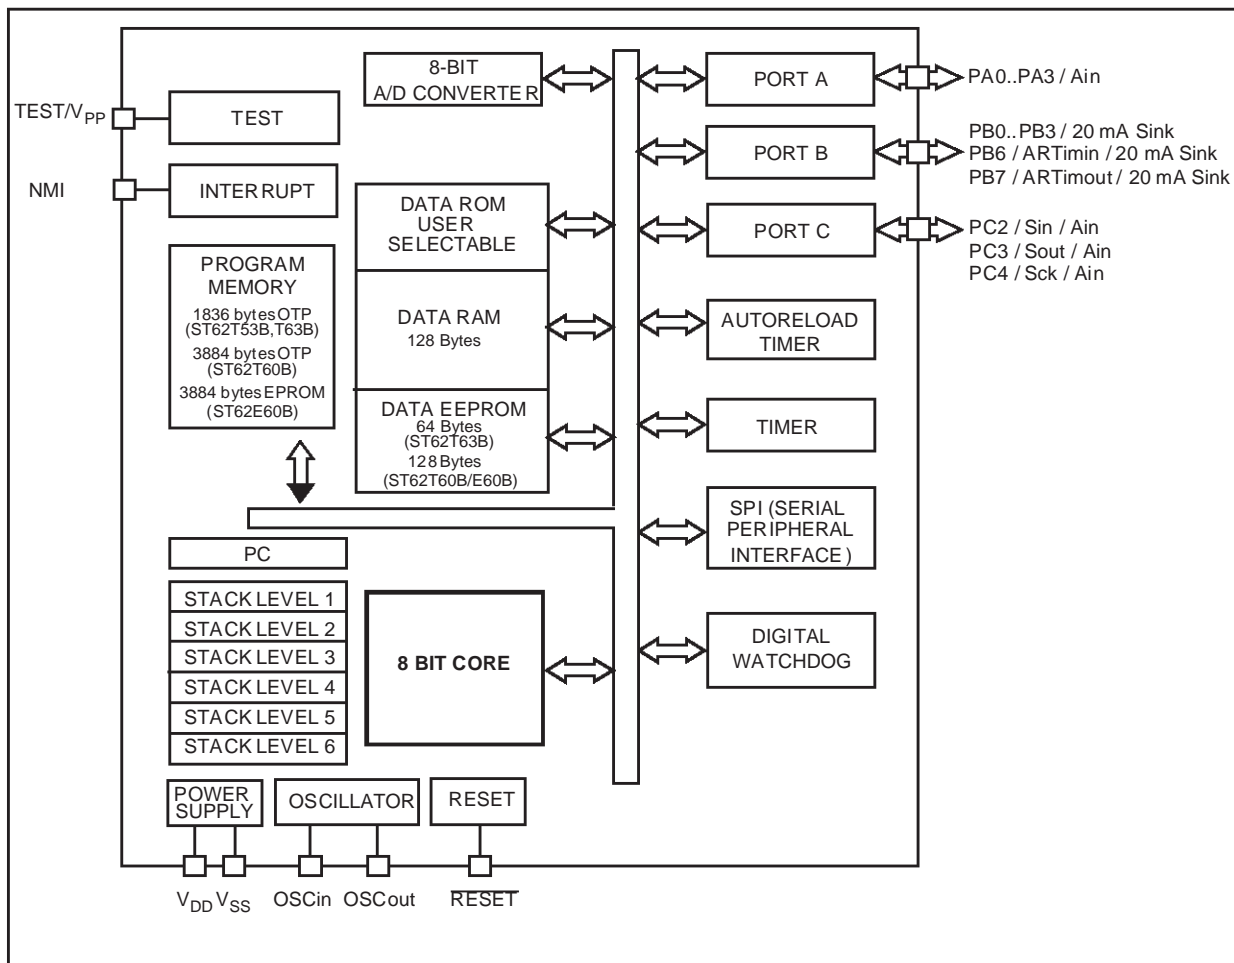 8-BIT
A/D CONVERTER
PORT A
PA0..PA3 / Ain
TEST/VPP
TEST
PORT B
PB0..PB3 / 20 mA Sink
PB6 / ARTimin / 20 mA Sink
PB7 / ARTimout / 20 mA Sink
NMI
INTERRUPT
DATA ROM
USER
SELECTABLE
PORT C
PC2 / Sin / Ain
PC3 / Sout / Ain
PC4 / Sck / Ain
PROGRAM
MEMORY
1836 bytes OTP
(ST62T53B,T63B)
3884 bytes OTP
(ST62T60B)
3884 bytes EPROM
(ST62E60B)
DATA RAM
128 Bytes
AUTORELOAD
TIMER
DATA EEPROM
64 Bytes
(ST62T63B)
128 Bytes
(ST62T60B/E60B)
TIMER
SPI (SERIAL
PERIPHERAL
INTERFACE)
PC
STACK LEVEL 1
STACK LEVEL 2
STACK LEVEL 3
STACK LEVEL 4
STACK LEVEL 5
STACK LEVEL 6
8 BIT CORE
DIGITAL
WATCHDOG
POWER
SUPPLY
OSCILLATOR
RESET
VDD VSS
OSCin OSCout
RESET